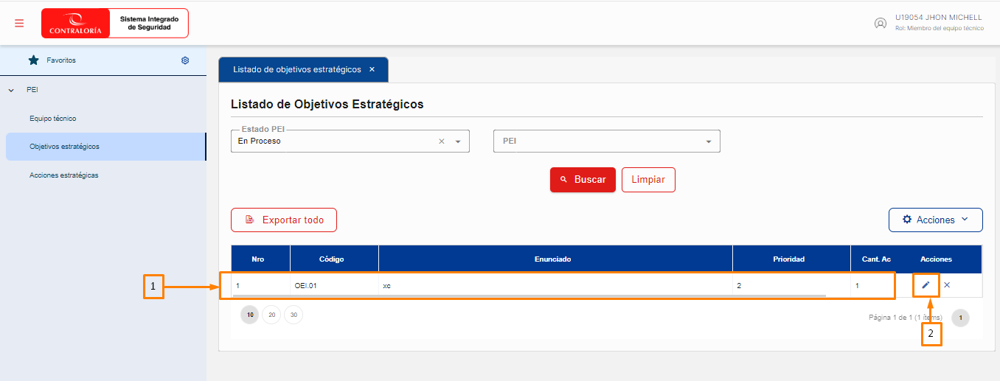 CONTRALORÍA
Sistema Integrado
de Seguridad
U19054 JHON MICHELL
Rol: Miembro del equipo técnico
Favoritos
PEI
Equipo técnico
Objetivos estratégicos
Acciones estratégicas
Listado de objetivos estratégicos ×
Listado de Objetivos Estratégicos
Estado PEI
En Proceso ×
PEI
Buscar Limpiar
Exportar todo
Acciones
Nro Código Enunciado Prioridad Cant. Ac Acciones
1
1 OEI.01 xc 2 1 ×
10 20 30
Página 1 de 1 (1 ítems) 1
2